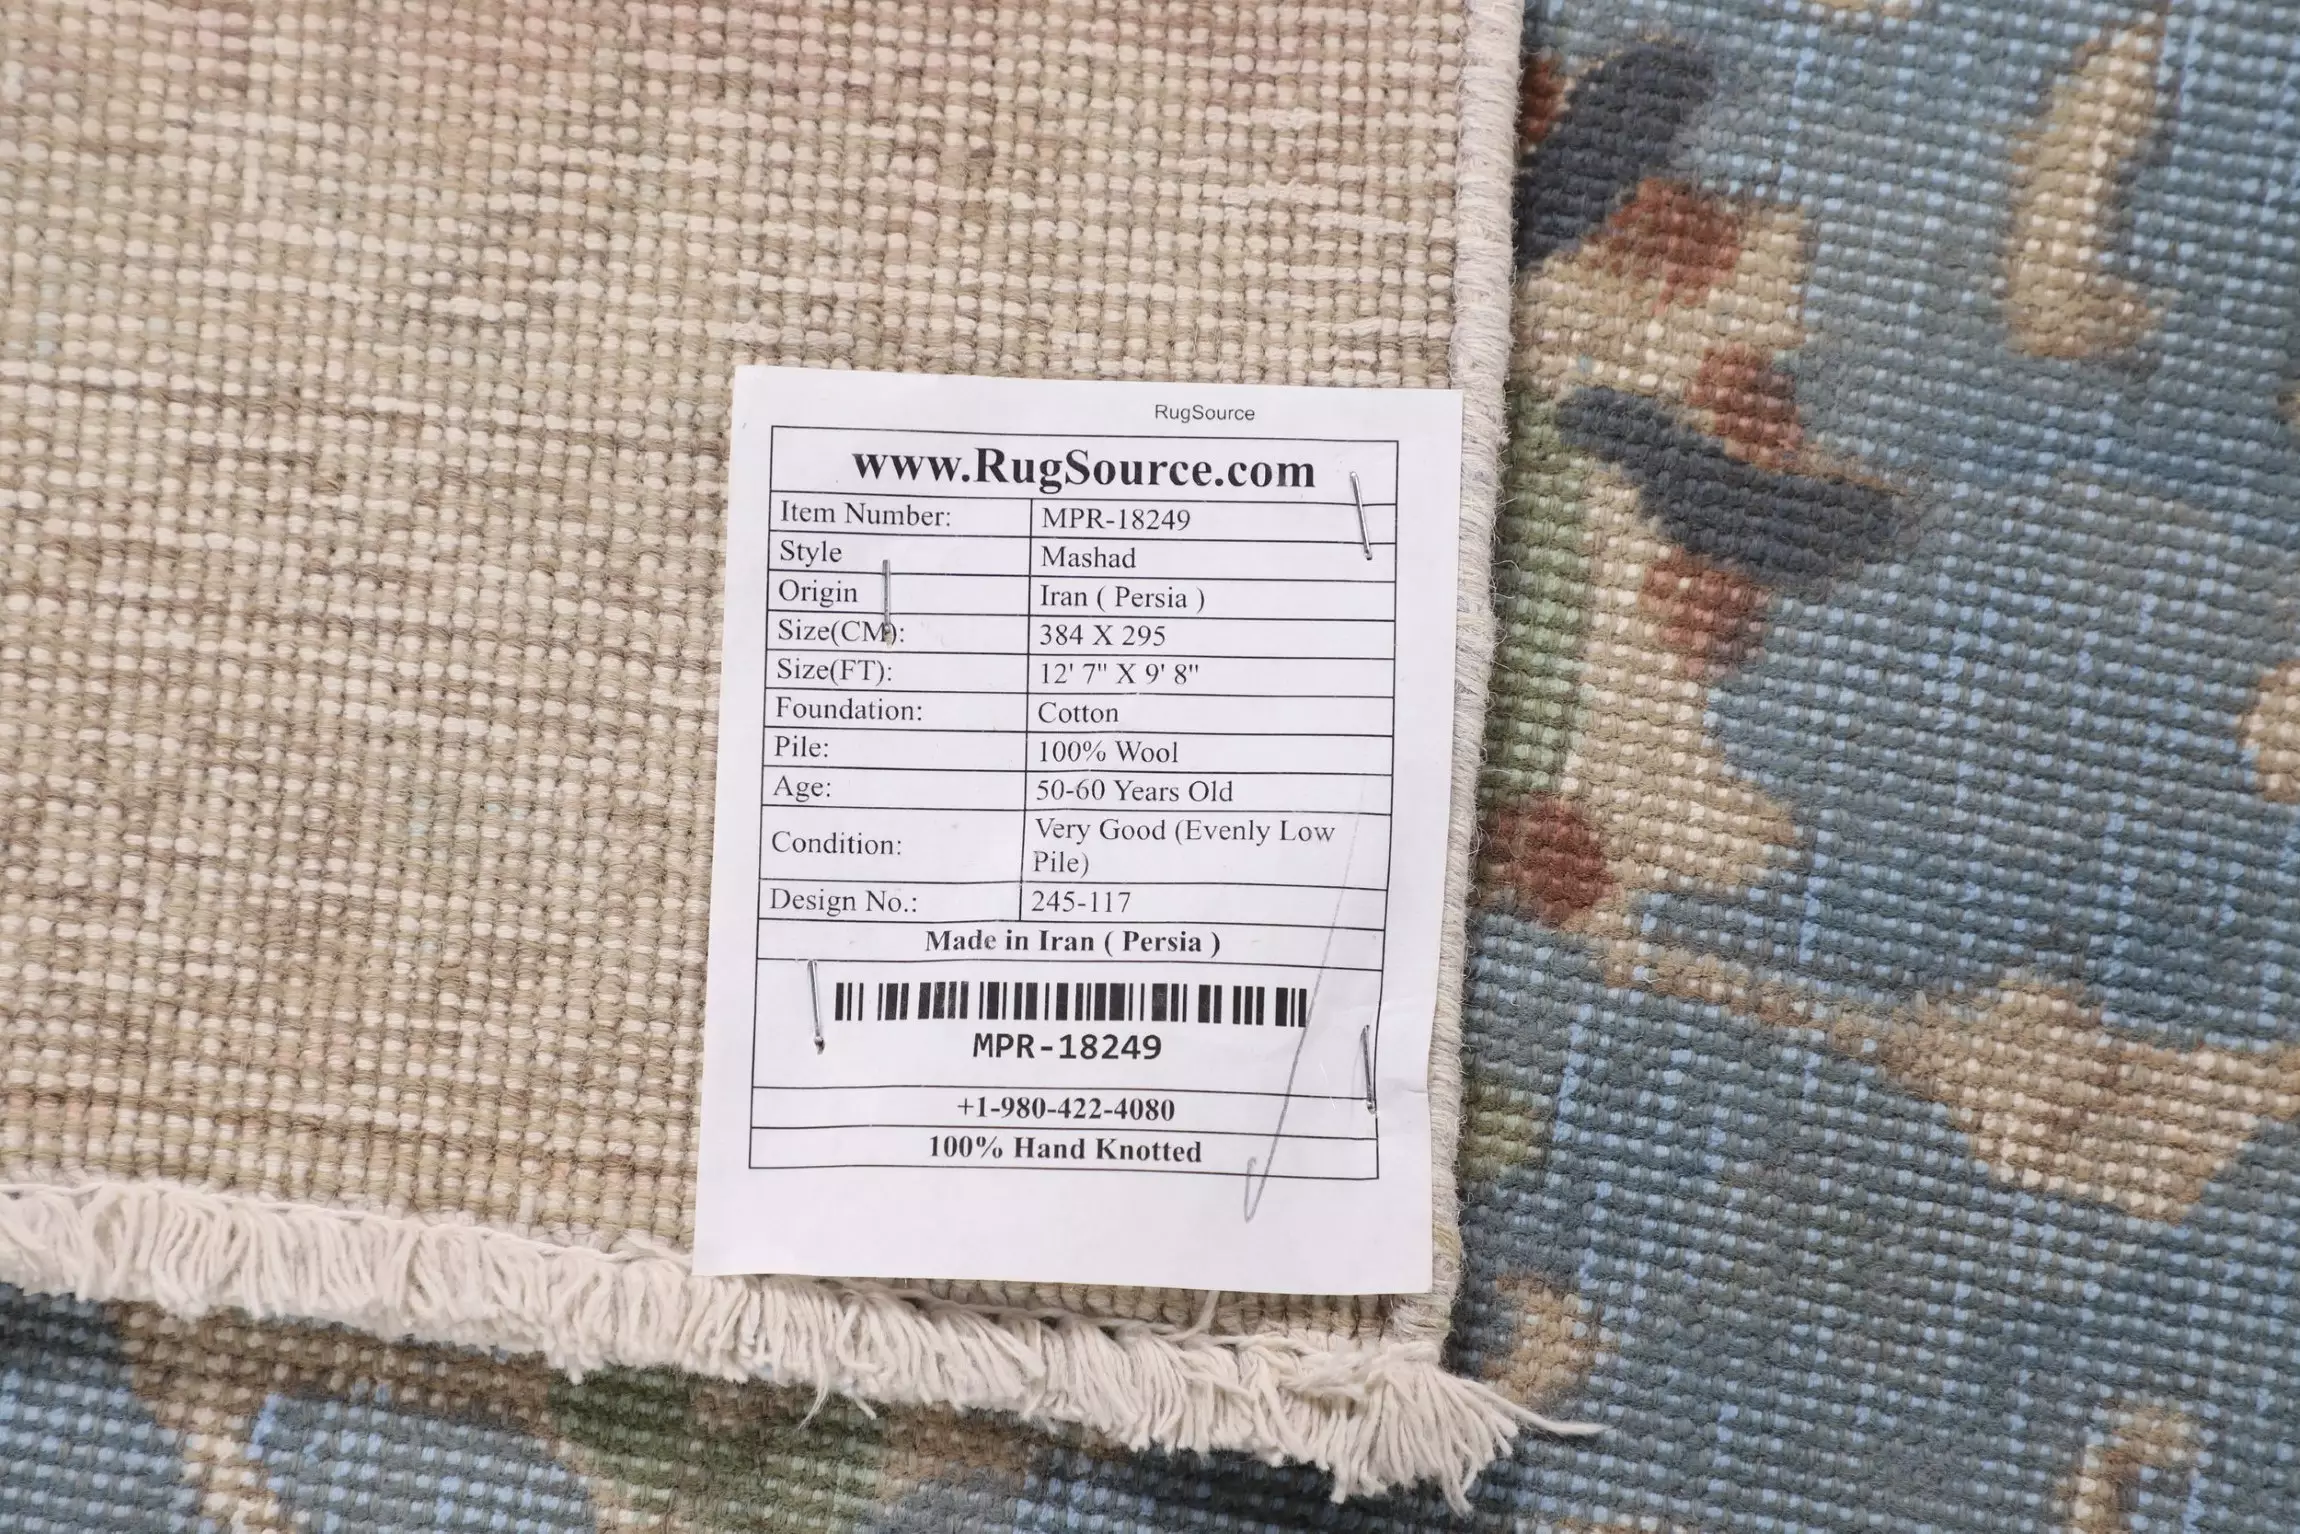 RugSource
www.RugSource.com
Item Number: MPR-18249
Style Mashad
Origin Iran ( Persia )
Size(CM): 384 X 295
Size(FT): 12' 7" X 9' 8"
Foundation: Cotton
Pile: 100% Wool
Age: 50-60 Years Old
Condition: Very Good (Evenly Low
Pile)
Design No.: 245-117
Made in Iran ( Persia )
MPR-18249
+1-980-422-4080
100% Hand Knotted